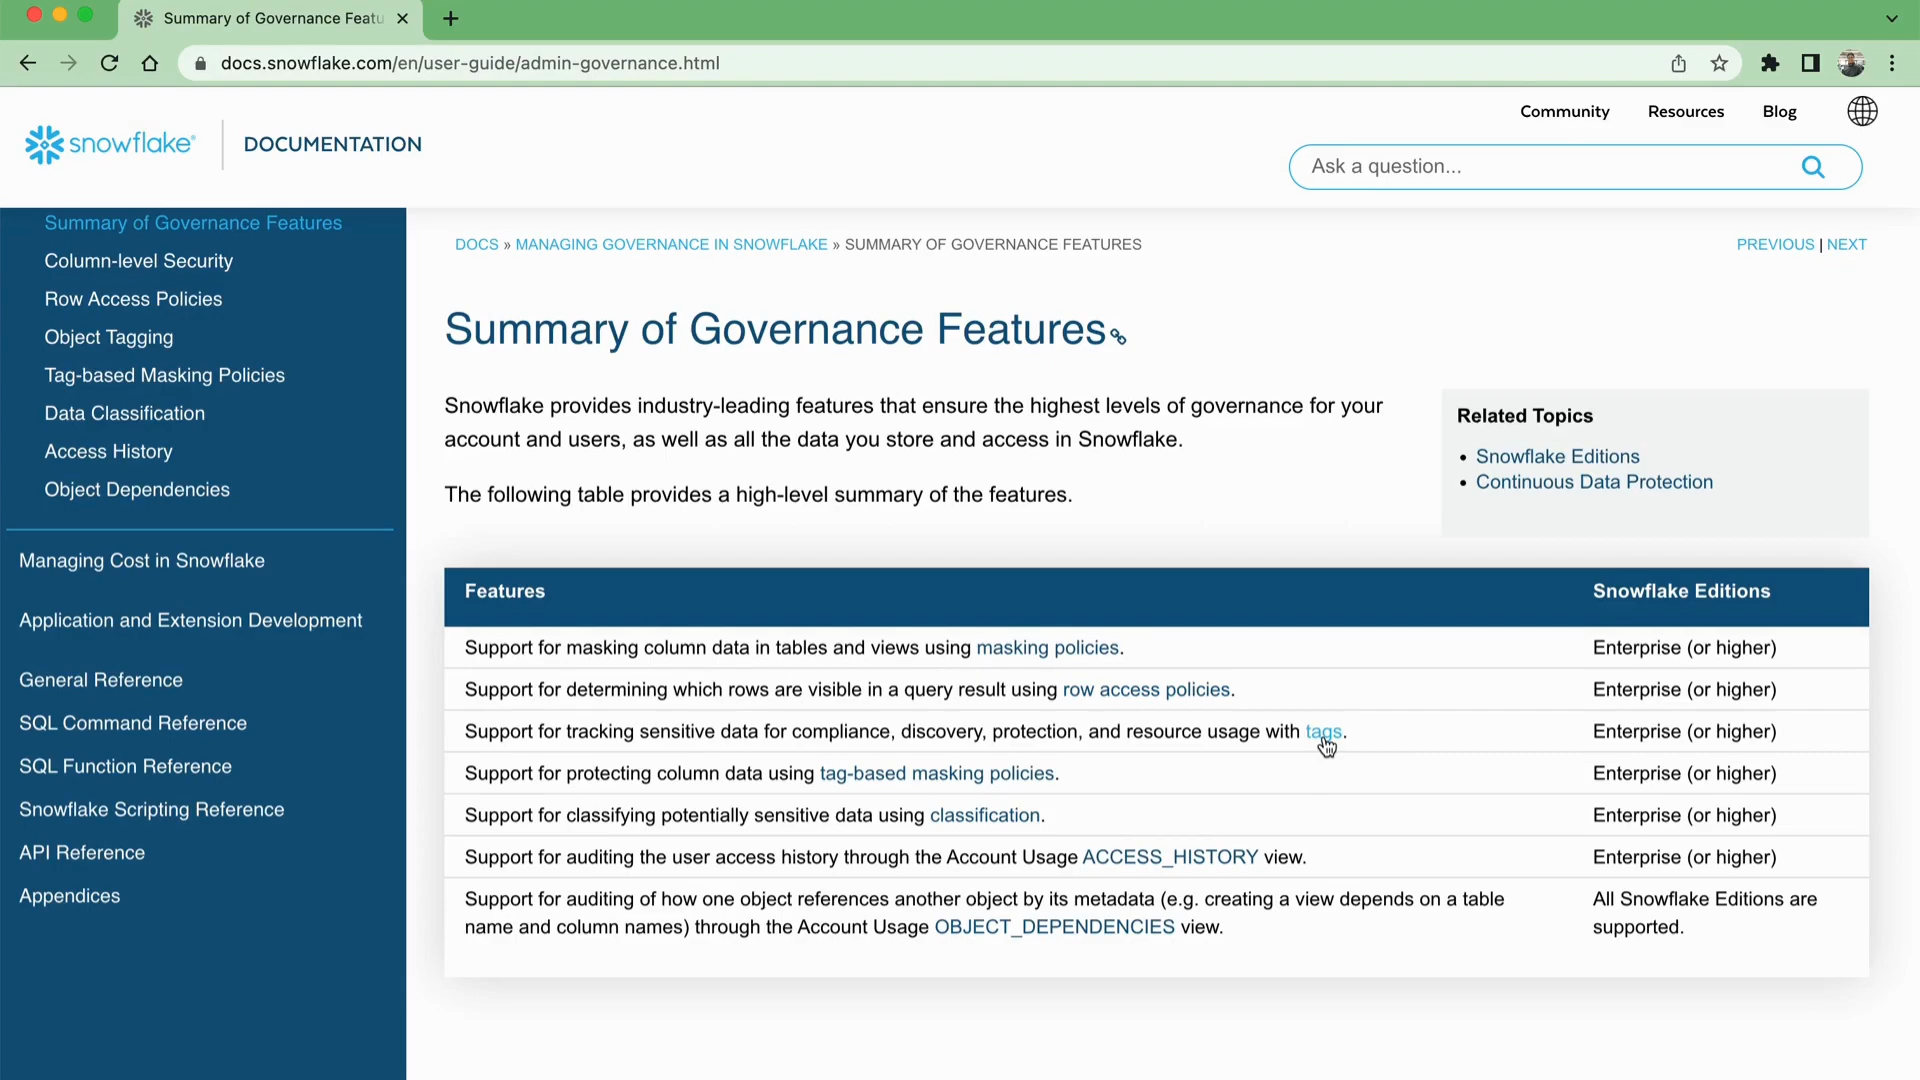 Summary of Governance Featu
docs.snowflake.com/en/user-guide/admin-governance.html
Community
Resources
Blog
snowflake®
DOCUMENTATION
Ask a question...
Summary of Governance Features
Column-level Security
Row Access Policies
Object Tagging
Tag-based Masking Policies
Data Classification
Access History
Object Dependencies
Managing Cost in Snowflake
Application and Extension Development
General Reference
SQL Command Reference
SQL Function Reference
Snowflake Scripting Reference
API Reference
Appendices
DOCS » MANAGING GOVERNANCE IN SNOWFLAKE » SUMMARY OF GOVERNANCE FEATURES
PREVIOUS | NEXT
Summary of Governance Features
Snowflake provides industry-leading features that ensure the highest levels of governance for your
account and users, as well as all the data you store and access in Snowflake.
The following table provides a high-level summary of the features.
Related Topics
• Snowflake Editions
• Continuous Data Protection
Features
Snowflake Editions
Support for masking column data in tables and views using masking policies.
Enterprise (or higher)
Support for determining which rows are visible in a query result using row access policies.
Enterprise (or higher)
Support for tracking sensitive data for compliance, discovery, protection, and resource usage with tags.
Enterprise (or higher)
Support for protecting column data using tag-based masking policies.
Enterprise (or higher)
Support for classifying potentially sensitive data using classification.
Enterprise (or higher)
Support for auditing the user access history through the Account Usage ACCESS_HISTORY view.
Enterprise (or higher)
Support for auditing of how one object references another object by its metadata (e.g. creating a view depends on a table
name and column names) through the Account Usage OBJECT_DEPENDENCIES view.
All Snowflake Editions are
supported.